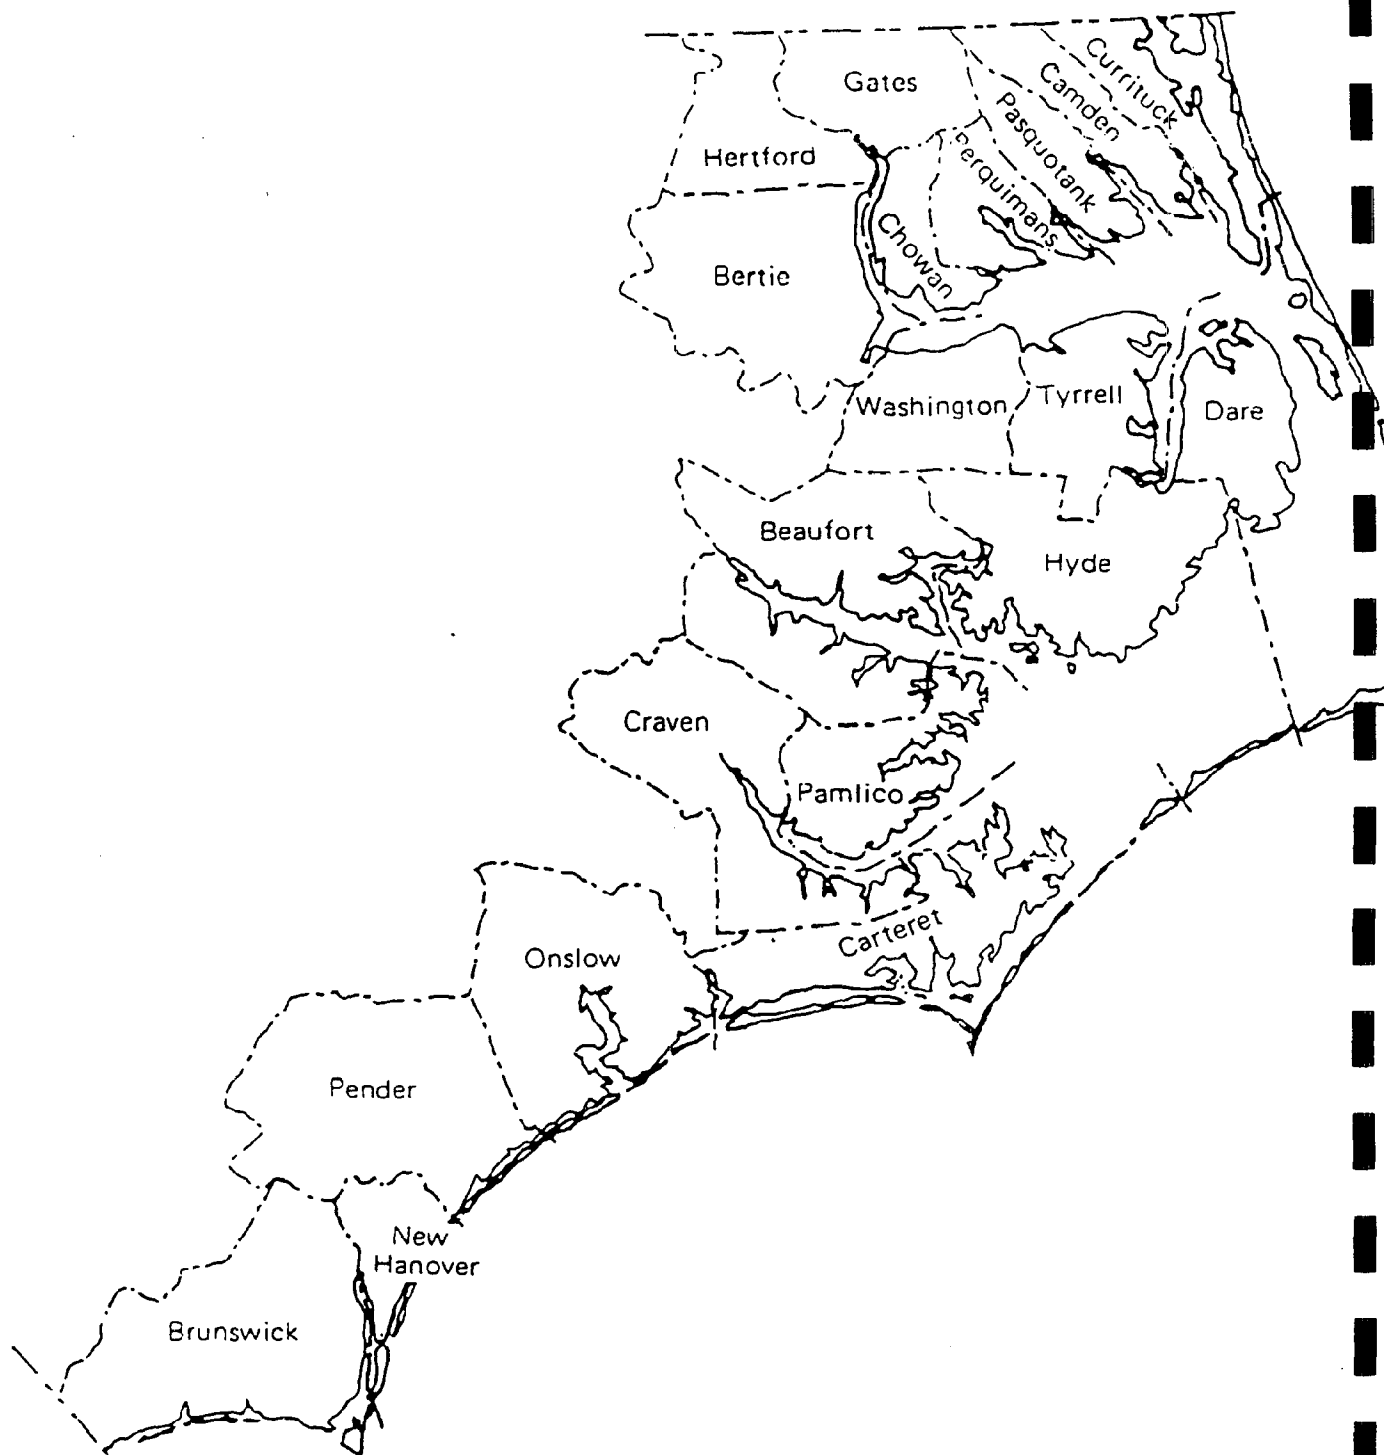 Gates
Currituck
Camden
Pasquotank
Perquimans
Hertford
Chowan
Bertie
Washington
Tyrrell
Dare
Beaufort
Hyde
Craven
Pamlico
Carteret
Onslow
Pender
New
Hanover
Brunswick